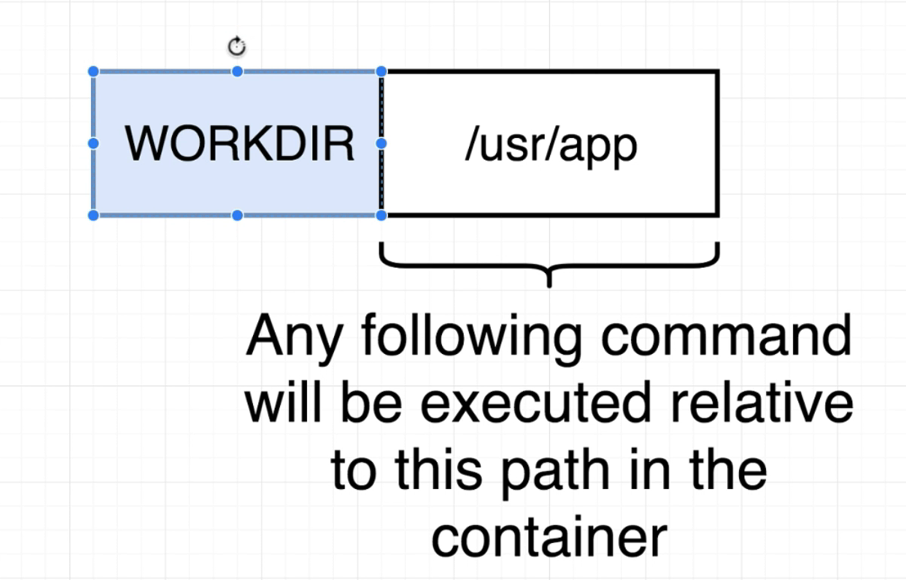 WORKDIR /usr/app
Any following command
will be executed relative
to this path in the
container